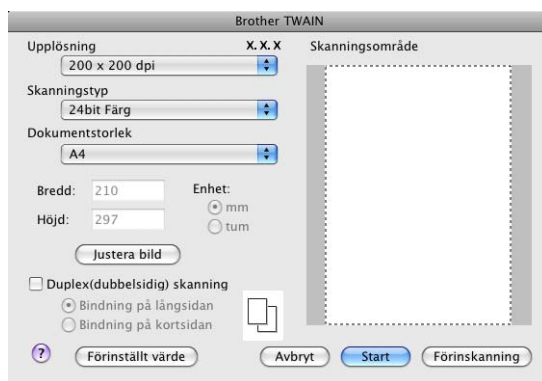 Brother TWAIN
Upplösning X. X. X
200 x 200 dpi
Skanningstyp
24bit Färg
Dokumentstorlek
A4
Bredd: 210
Höjd: 297
Enhet:
mm
tum
Justera bild
Duplex(dubbelsidig) skanning
Bindning på långsidan
Bindning på kortsidan
? Förinställt värde
Skanningsområde
Avbryt Start Förinskanning